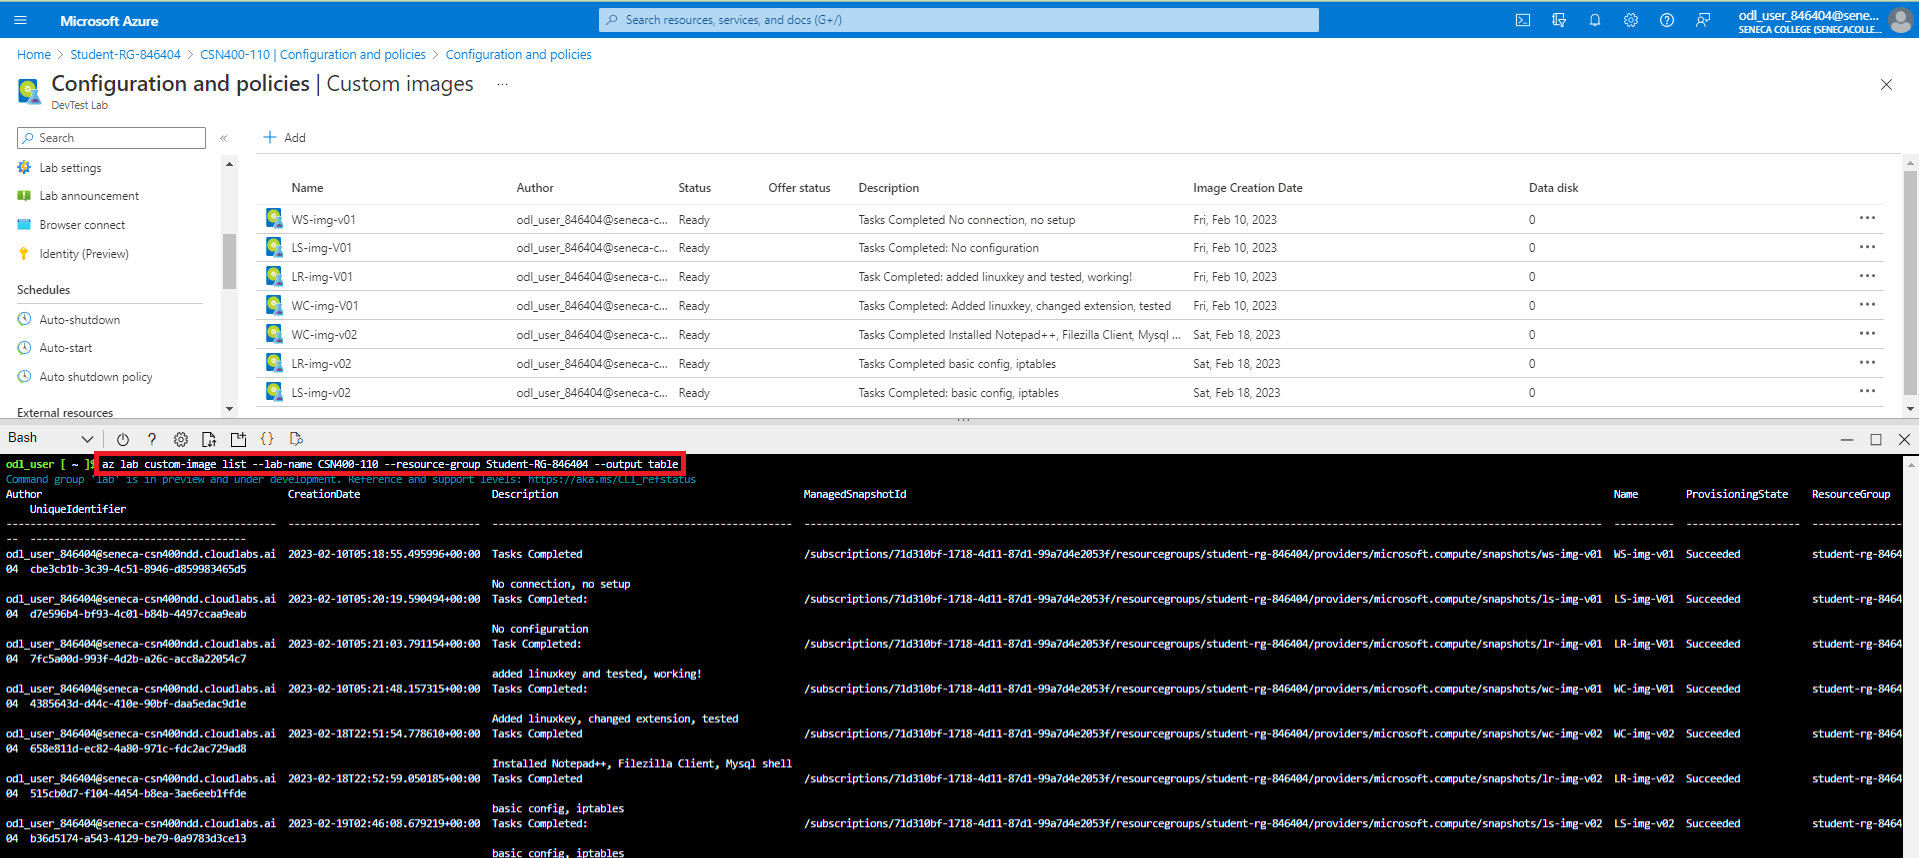 Microsoft Azure
Search resources, services, and docs (G+/)
odl_user_846404@sene...
SENECA COLLEGE (SENECACOLLE...
Home > Student-RG-846404 > CSN400-110 | Configuration and policies > Configuration and policies
Configuration and policies | Custom images ...
DevTest Lab
Search «
Lab settings
Lab announcement
Browser connect
Identity (Preview)
Schedules
Auto-shutdown
Auto-start
Auto shutdown policy
External resources
+ Add
Name Author Status Offer status Description Image Creation Date Data disk
WS-img-v01 odl_user_846404@seneca-c... Ready Tasks Completed No connection, no setup Fri, Feb 10, 2023 0 ...
LS-img-V01 odl_user_846404@seneca-c... Ready Tasks Completed: No configuration Fri, Feb 10, 2023 0 ...
LR-img-V01 odl_user_846404@seneca-c... Ready Task Completed: added linuxkey and tested, working! Fri, Feb 10, 2023 0 ...
WC-img-V01 odl_user_846404@seneca-c... Ready Tasks Completed: Added linuxkey, changed extension, tested Fri, Feb 10, 2023 0 ...
WC-img-v02 odl_user_846404@seneca-c... Ready Tasks Completed Installed Notepad++, Filezilla Client, Mysql ... Sat, Feb 18, 2023 0 ...
LR-img-v02 odl_user_846404@seneca-c... Ready Tasks Completed basic config, iptables Sat, Feb 18, 2023 0 ...
LS-img-v02 odl_user_846404@seneca-c... Ready Tasks Completed: basic config, iptables Sat, Feb 18, 2023 0 ...
Bash ? {}
odl_user [ ~ ]$ az lab custom-image list --lab-name CSN400-110 --resource-group Student-RG-846404 --output table
Command group 'lab' is in preview and under development. Reference and support levels: https://aka.ms/CLI_refstatus
Author CreationDate Description ManagedSnapshotId Name ProvisioningState ResourceGroup
UniqueIdentifier
odl_user_846404@seneca-csn400ndd.cloudlabs.ai 2023-02-10T05:18:55.495996+00:00 Tasks Completed /subscriptions/71d310bf-1718-4d11-87d1-99a7d4e2053f/resourcegroups/student-rg-846404/providers/microsoft.compute/snapshots/ws-img-v01 WS-img-v01 Succeeded student-rg-8464
04 cbe3cb1b-3c39-4c51-8946-d859983465d5
No connection, no setup
odl_user_846404@seneca-csn400ndd.cloudlabs.ai 2023-02-10T05:20:19.590494+00:00 Tasks Completed: /subscriptions/71d310bf-1718-4d11-87d1-99a7d4e2053f/resourcegroups/student-rg-846404/providers/microsoft.compute/snapshots/ls-img-v01 LS-img-V01 Succeeded student-rg-8464
04 d7e596b4-bf93-4c01-b84b-4497ccaa9eab
No configuration
odl_user_846404@seneca-csn400ndd.cloudlabs.ai 2023-02-10T05:21:03.791154+00:00 Task Completed: /subscriptions/71d310bf-1718-4d11-87d1-99a7d4e2053f/resourcegroups/student-rg-846404/providers/microsoft.compute/snapshots/lr-img-v01 LR-img-V01 Succeeded student-rg-8464
04 7fc5a00d-993f-4d2b-a26c-acc8a22054c7
added linuxkey and tested, working!
odl_user_846404@seneca-csn400ndd.cloudlabs.ai 2023-02-10T05:21:48.157315+00:00 Tasks Completed: /subscriptions/71d310bf-1718-4d11-87d1-99a7d4e2053f/resourcegroups/student-rg-846404/providers/microsoft.compute/snapshots/wc-img-v01 WC-img-V01 Succeeded student-rg-8464
04 4385643d-d44c-410e-90bf-daa5edac9d1e
Added linuxkey, changed extension, tested
odl_user_846404@seneca-csn400ndd.cloudlabs.ai 2023-02-18T22:51:54.778610+00:00 Tasks Completed /subscriptions/71d310bf-1718-4d11-87d1-99a7d4e2053f/resourcegroups/student-rg-846404/providers/microsoft.compute/snapshots/wc-img-v02 WC-img-v02 Succeeded student-rg-8464
04 658e811d-ec82-4a80-971c-fdc2ac729ad8
Installed Notepad++, Filezilla Client, Mysql shell
odl_user_846404@seneca-csn400ndd.cloudlabs.ai 2023-02-18T22:52:59.050185+00:00 Tasks Completed /subscriptions/71d310bf-1718-4d11-87d1-99a7d4e2053f/resourcegroups/student-rg-846404/providers/microsoft.compute/snapshots/lr-img-v02 LR-img-v02 Succeeded student-rg-8464
04 515cb0d7-f104-4454-b8ea-3ae6eeb1ffde
basic config, iptables
odl_user_846404@seneca-csn400ndd.cloudlabs.ai 2023-02-19T02:46:08.679219+00:00 Tasks Completed: /subscriptions/71d310bf-1718-4d11-87d1-99a7d4e2053f/resourcegroups/student-rg-846404/providers/microsoft.compute/snapshots/ls-img-v02 LS-img-v02 Succeeded student-rg-8464
04 b36d5174-a543-4129-be79-0a9783d3ce13
basic config, iptables